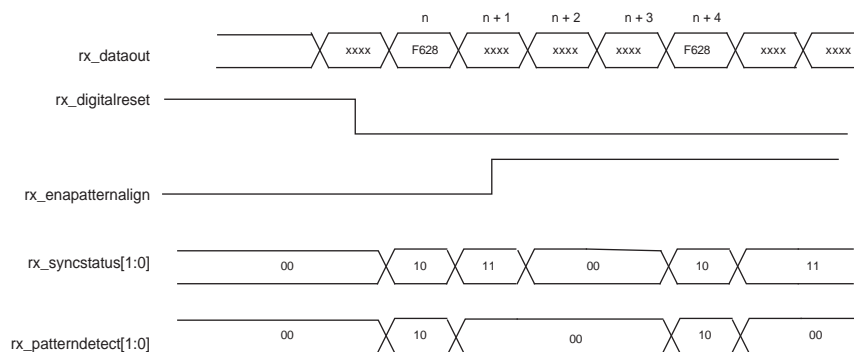 n n + 1 n + 2 n + 3 n + 4
rx_dataout xxxx F628 xxxx xxxx xxxx F628 xxxx xxxx
rx_digitalreset
rx_enapatternalign
rx_syncstatus[1:0] 00 10 11 00 10 11
rx_patterndetect[1:0] 00 10 00 10 00